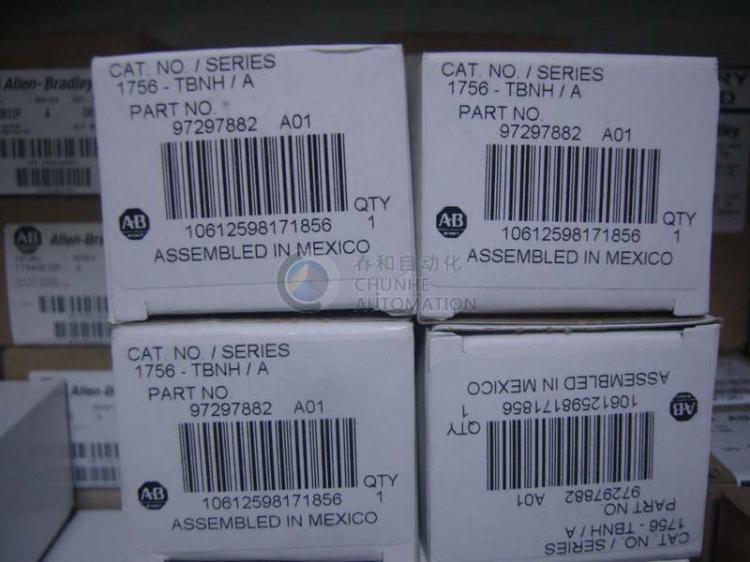 CAT. NO. / SERIES
1756 - TBNH / A
PART NO.
97297882 A01
QTY
10612598171856 1
A-B
ASSEMBLED IN MEXICO
CAT. NO. / SERIES
1756 - TBNH / A
PART NO.
97297882 A01
QTY
10612598171856 1
A-B
ASSEMBLED IN MEXICO
春和自动化
CHUNHE
AUTOMATION
CAT. NO. / SERIES
1756 - TBNH / A
PART NO.
97297882 A01
QTY
10612598171856 1
A-B
ASSEMBLED IN MEXICO
CAT. NO. / SERIES
1756 - TBNH / A
PART NO.
97297882 A01
QTY
10612598171856 1
A-B
ASSEMBLED IN MEXICO
Allen-Bradley
A-B
Allen-Bra
Allen-Brad